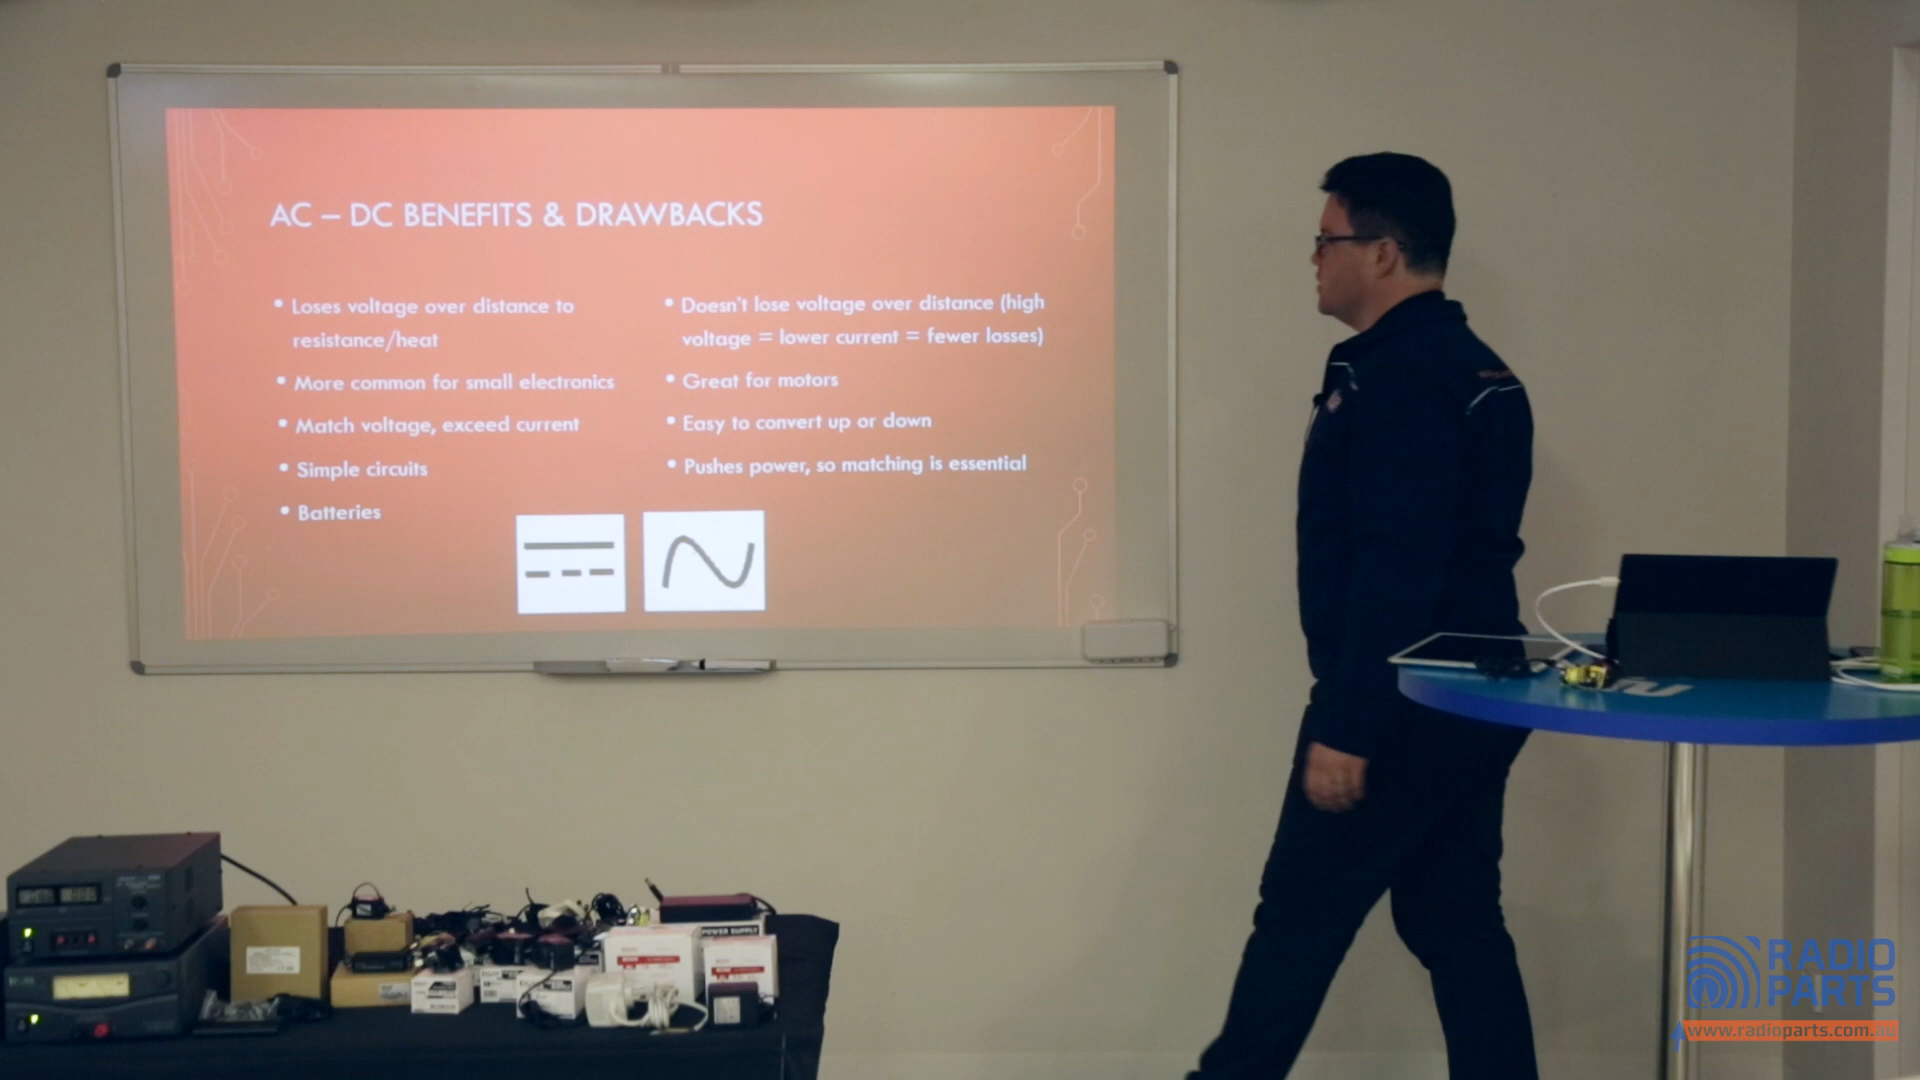 AC – DC BENEFITS & DRAWBACKS
• Loses voltage over distance to
resistance/heat
• More common for small electronics
• Match voltage, exceed current
• Simple circuits
• Batteries
• Doesn't lose voltage over distance (high
voltage = lower current = fewer losses)
• Great for motors
• Easy to convert up or down
• Pushes power, so matching is essential
POWER SUPPLY
RADIO
PARTS
www.radioparts.com.au